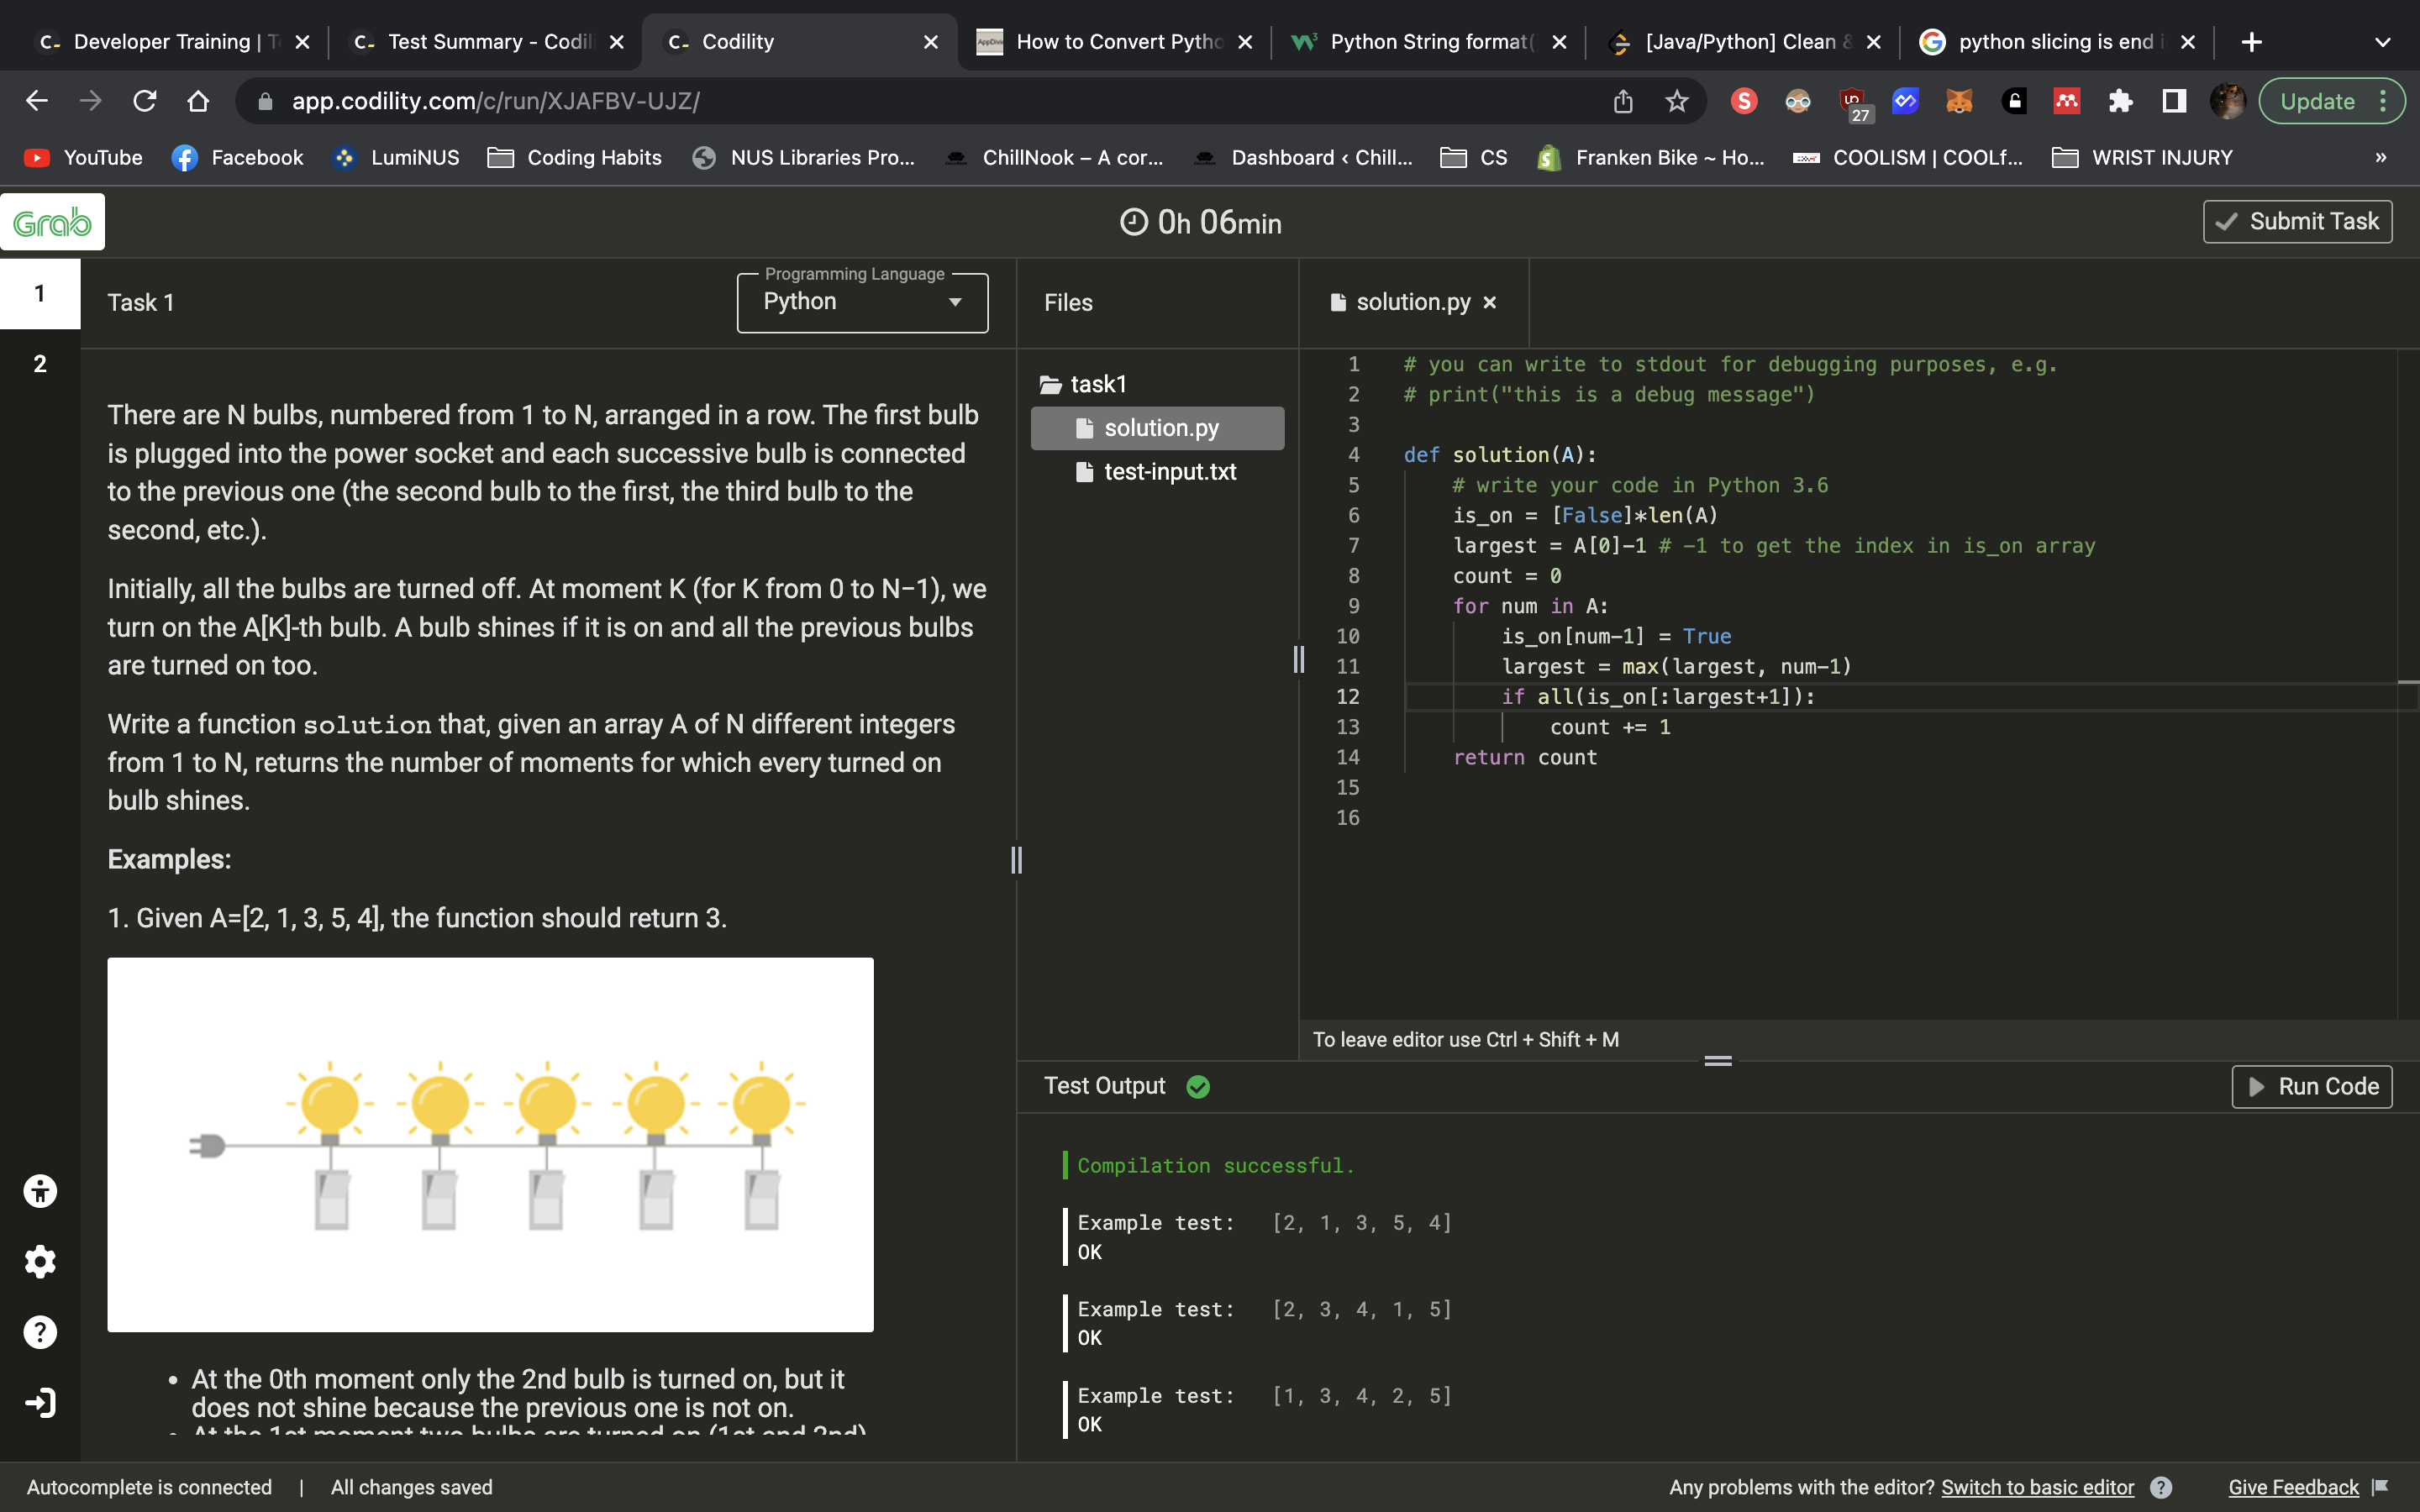 Developer Training |
Test Summary - Codil
Codility
How to Convert Pytho
Python String format(
[Java/Python] Clean &
python slicing is end i
app.codility.com/c/run/XJAFBV-UJZ/
27
Update
YouTube
Facebook
LumiNUS
Coding Habits
NUS Libraries Pro...
ChillNook – A cor...
Dashboard ‹ Chill...
CS
Franken Bike ~ Ho...
COOLISM | COOLf...
WRIST INJURY
»
Grab
0h 06min
Submit Task
1
2
Task 1
Programming Language
Python
There are N bulbs, numbered from 1 to N, arranged in a row. The first bulb
is plugged into the power socket and each successive bulb is connected
to the previous one (the second bulb to the first, the third bulb to the
second, etc.).
Initially, all the bulbs are turned off. At moment K (for K from 0 to N−1), we
turn on the A[K]-th bulb. A bulb shines if it is on and all the previous bulbs
are turned on too.
Write a function solution that, given an array A of N different integers
from 1 to N, returns the number of moments for which every turned on
bulb shines.
Examples:
1. Given A=[2, 1, 3, 5, 4], the function should return 3.
• At the 0th moment only the 2nd bulb is turned on, but it
does not shine because the previous one is not on.
• At the 1st moment two bulbs are turned on (1st and 2nd)
Files
task1
solution.py
test-input.txt
solution.py
1 # you can write to stdout for debugging purposes, e.g.
2 # print("this is a debug message")
3
4 def solution(A):
5     # write your code in Python 3.6
6     is_on = [False]*len(A)
7     largest = A[0]-1 # -1 to get the index in is_on array
8     count = 0
9     for num in A:
10         is_on[num-1] = True
11         largest = max(largest, num-1)
12         if all(is_on[:largest+1]):
13             count += 1
14     return count
15
16
To leave editor use Ctrl + Shift + M
Test Output
Run Code
Compilation successful.
Example test:   [2, 1, 3, 5, 4]
OK
Example test:   [2, 3, 4, 1, 5]
OK
Example test:   [1, 3, 4, 2, 5]
OK
Autocomplete is connected | All changes saved
Any problems with the editor? Switch to basic editor
Give Feedback